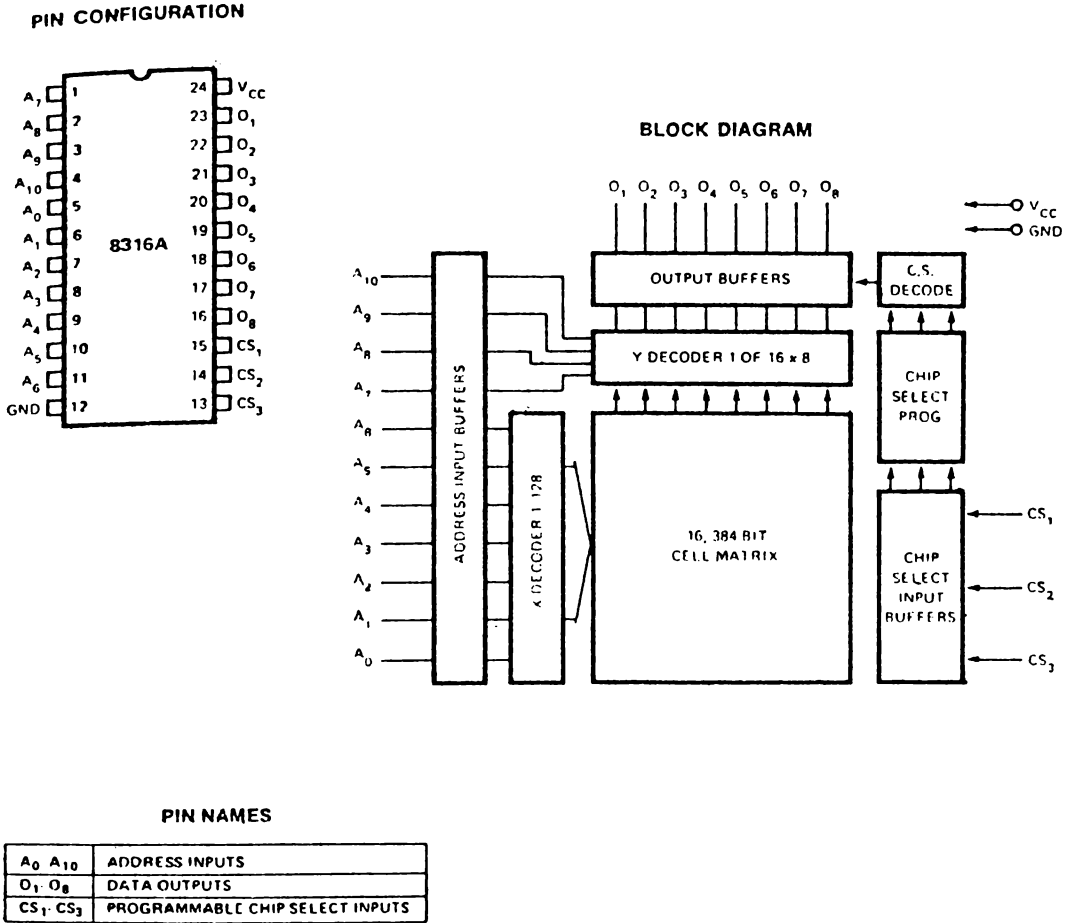 PIN CONFIGURATION
A7 1 24 VCC
A8 2 23 O1
A9 3 22 O2
A10 4 21 O3
A0 5 20 O4
A1 6 8316A 19 O5
A2 7 18 O6
A3 8 17 O7
A4 9 16 O8
A5 10 15 CS1
A6 11 14 CS2
GND 12 13 CS3
BLOCK DIAGRAM
O1 O2 O3 O4 O5 O6 O7 O8
VCC
GND
A10
A9
A8
A7
A6
A5
A4
A3
A2
A1
A0
ADDRESS INPUT BUFFERS
X DECODER 1 128
OUTPUT BUFFERS
Y DECODER 1 OF 16 x 8
16, 384 BIT
CELL MATRIX
C.S.
DECODE
CHIP
SELECT
PROG
CHIP
SELECT
INPUT
BUFFERS
CS1
CS2
CS3
PIN NAMES
A0 A10 ADDRESS INPUTS
O1- O8 DATA OUTPUTS
CS1- CS3 PROGRAMMABLE CHIP SELECT INPUTS